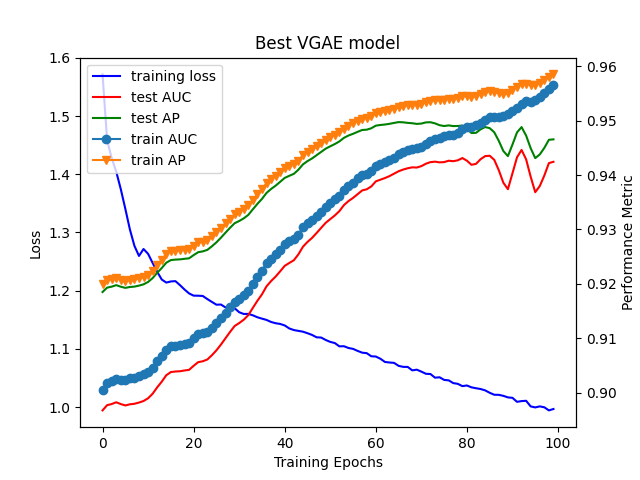 Best VGAE model
training loss
test AUC
test AP
train AUC
train AP
Loss
1.6
1.5
1.4
1.3
1.2
1.1
1.0
0.96
0.95
0.94
0.93
0.92
0.91
0.90
Performance Metric
0 20 40 60 80 100
Training Epochs